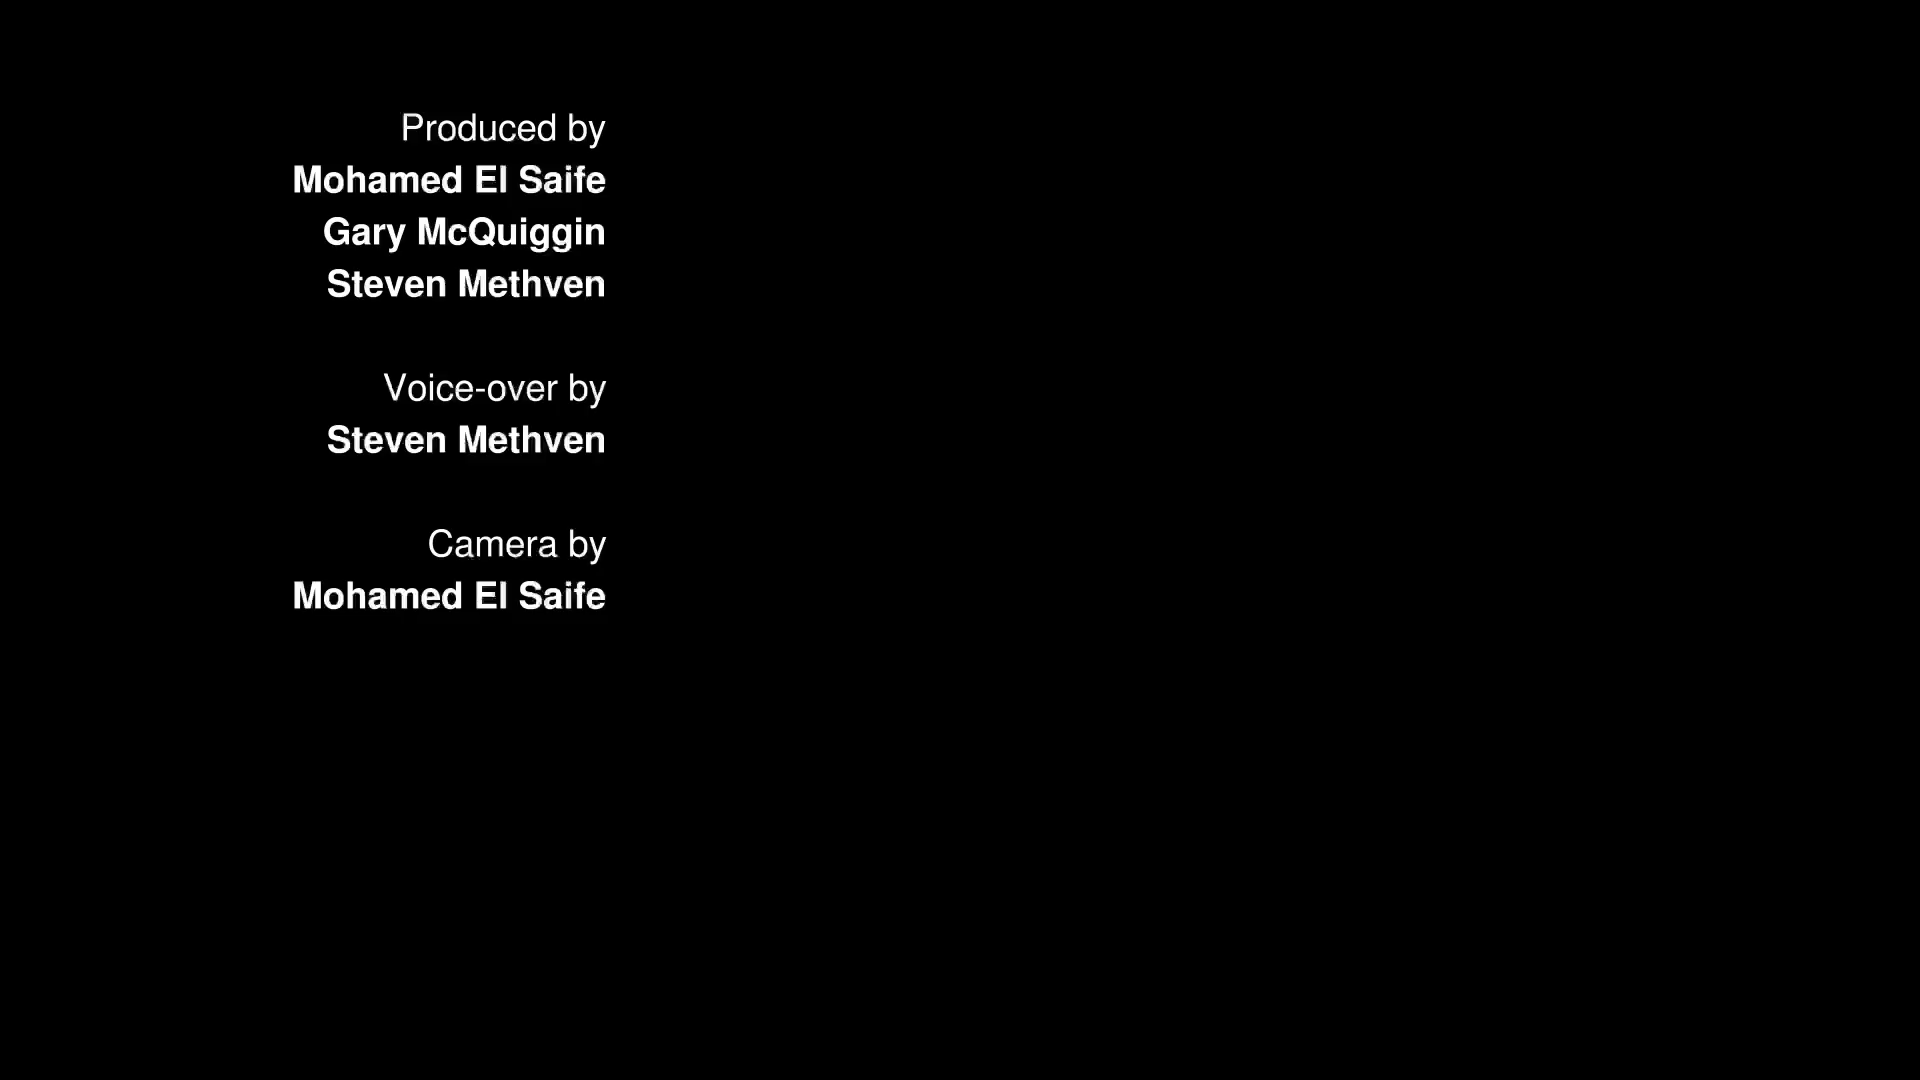 Produced by
Mohamed El Saife
Gary McQuiggin
Steven Methven
Voice-over by
Steven Methven
Camera by
Mohamed El Saife